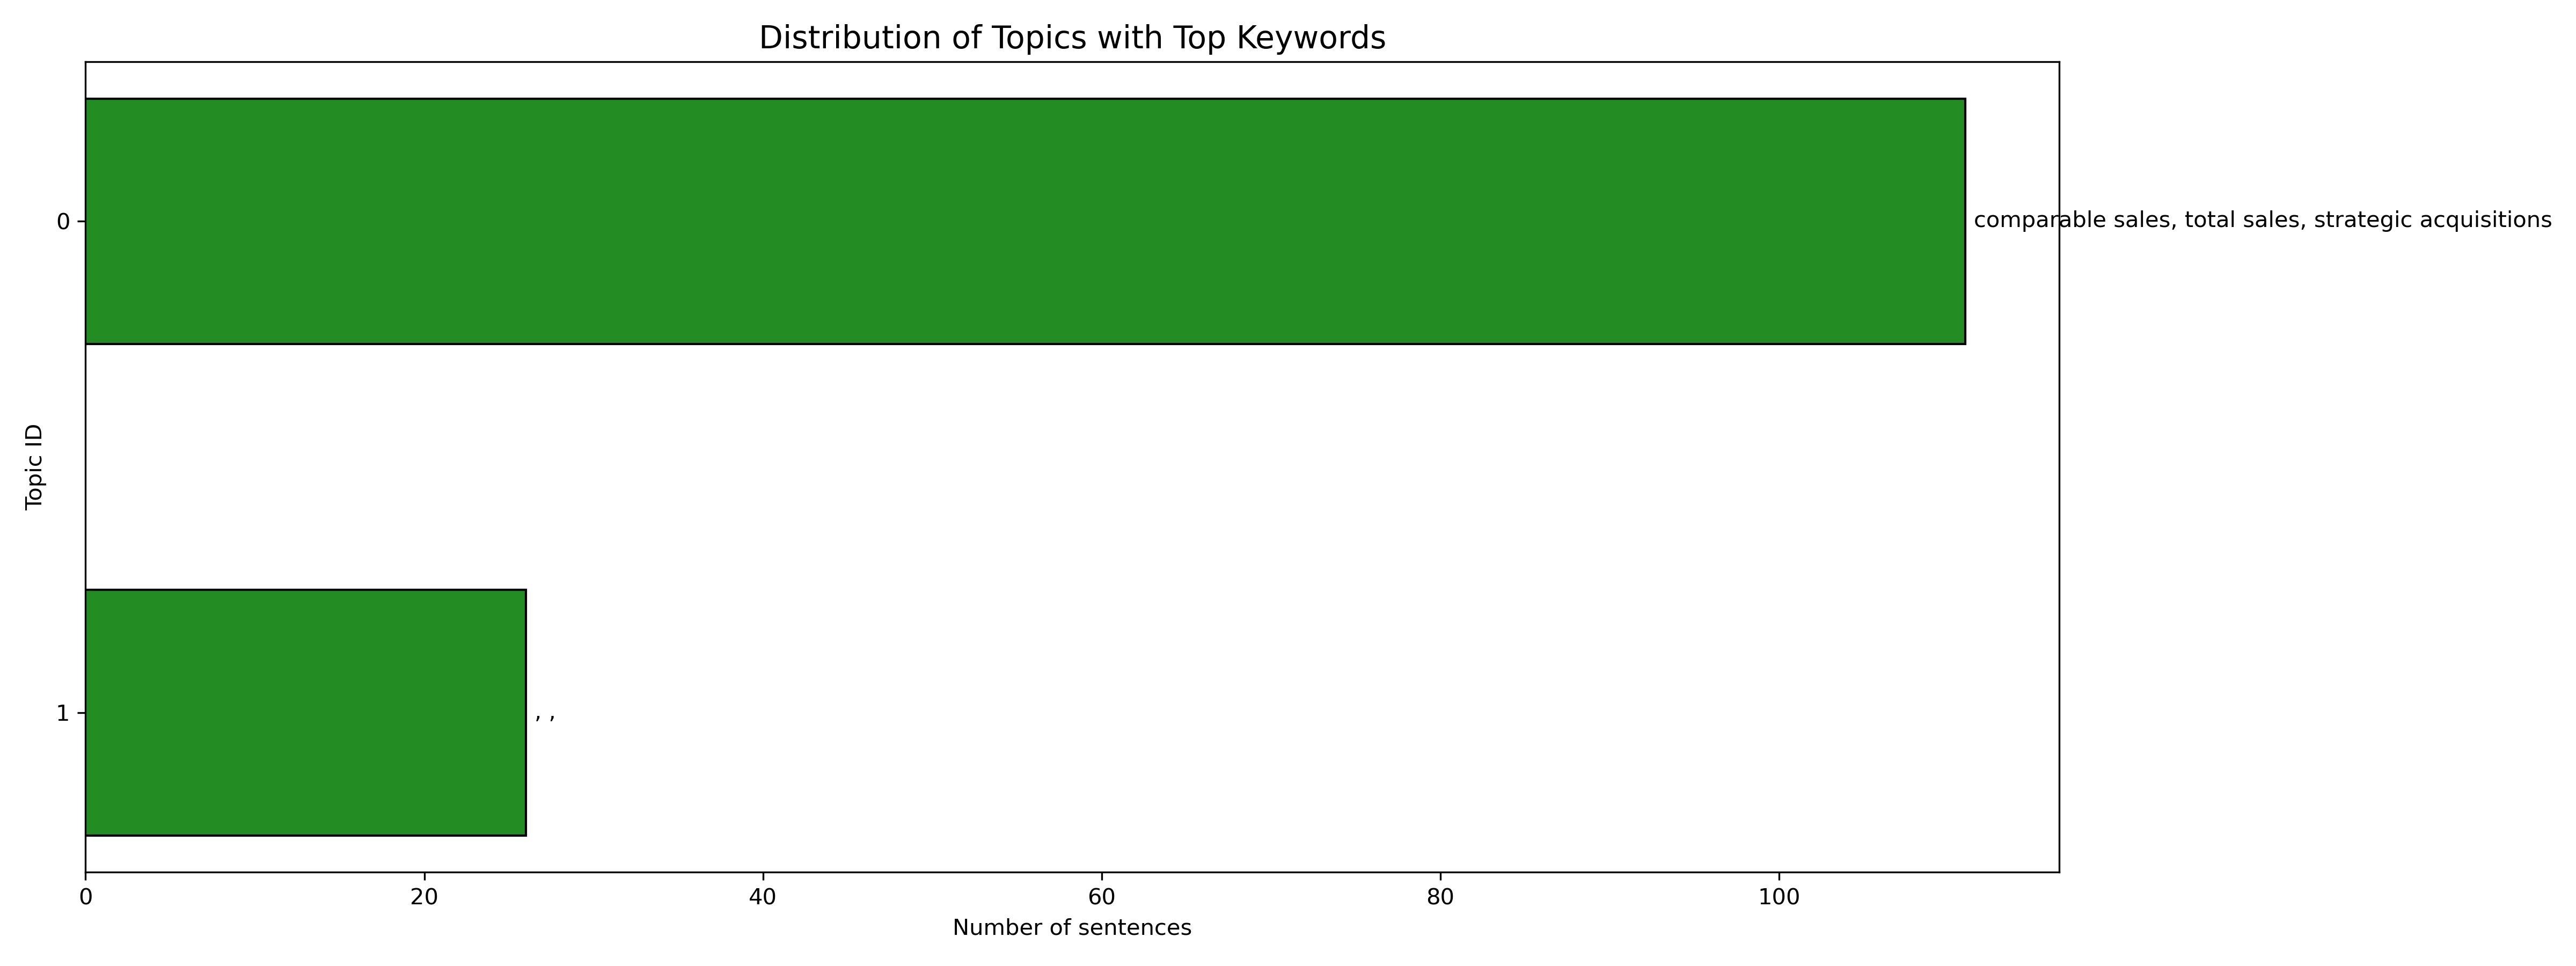 Distribution of Topics with Top Keywords
0
comparable sales, total sales, strategic acquisitions
Topic ID
1
, ,
0 20 40 60 80 100
Number of sentences